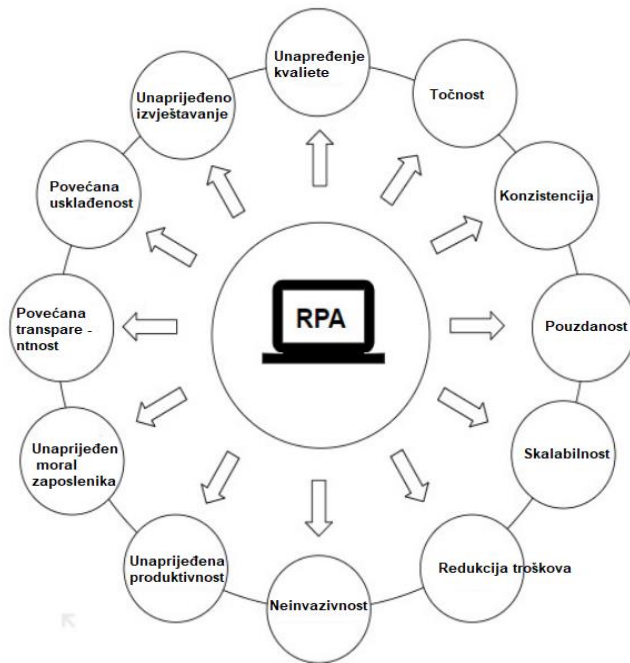 Unapređenje
kvaliete
Točnost
Konzistencija
Pouzdanost
Skalabilnost
Redukcija troškova
Neinvazivnost
Unaprijeđena
produktivnost
Unaprijeđen
moral
zaposlenika
Povećana
transpare -
ntnost
Povećana
usklađenost
Unaprijeđeno
izvještavanje
RPA